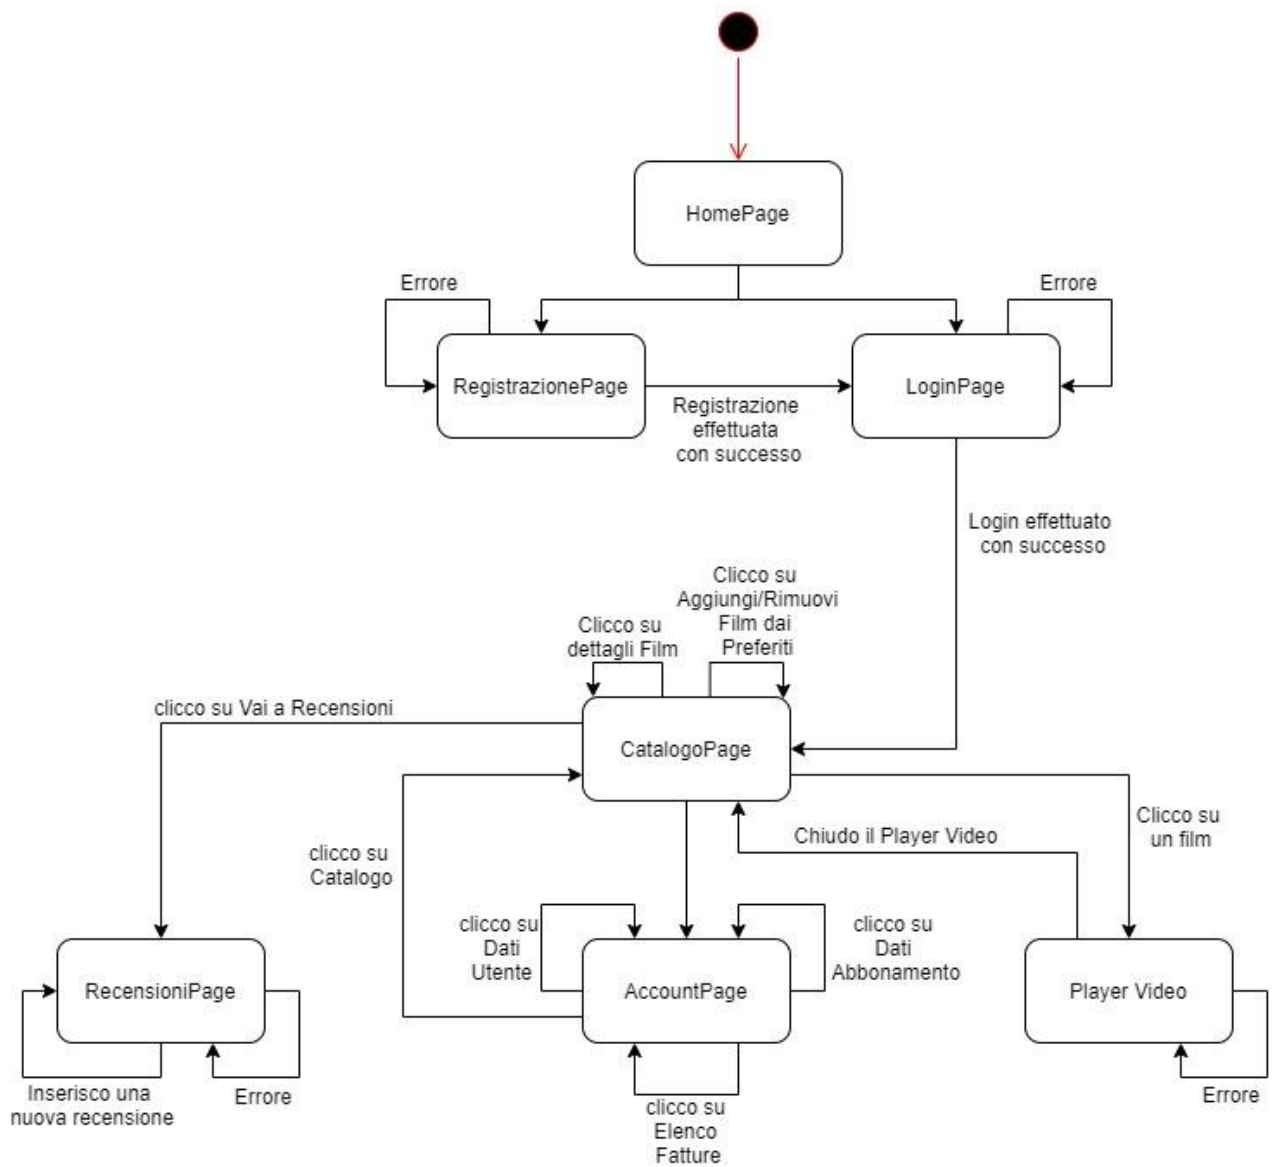 HomePage
Errore
Errore
RegistrazionePage
LoginPage
Registrazione
effettuata
con successo
Login effettuato
con successo
Clicco su
Aggiungi/Rimuovi
Film dai
Preferiti
Clicco su
dettagli Film
clicco su Vai a Recensioni
CatalogoPage
Clicco su
un film
Chiudo il Player Video
clicco su
Catalogo
clicco su
Dati
Utente
clicco su
Dati
Abbonamento
RecensioniPage
AccountPage
Player Video
Inserisco una
nuova recensione
Errore
clicco su
Elenco
Fatture
Errore